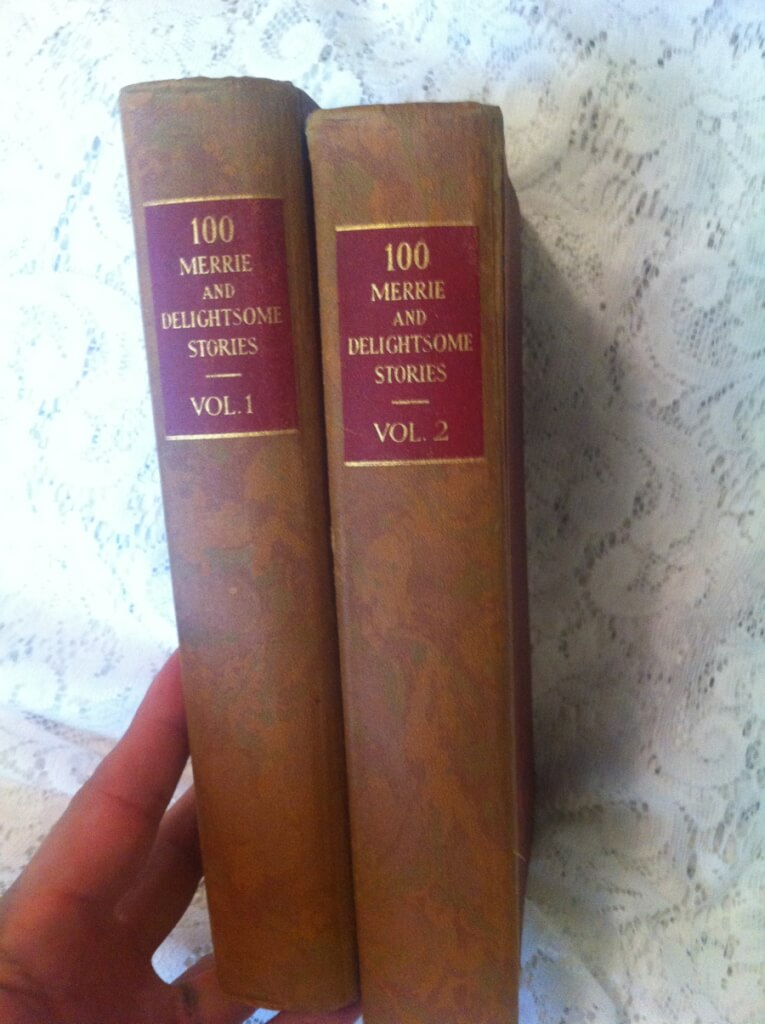 100
MERRIE
AND
DELIGHTSOME
STORIES
VOL. 1
100
MERRIE
AND
DELIGHTSOME
STORIES
VOL. 2